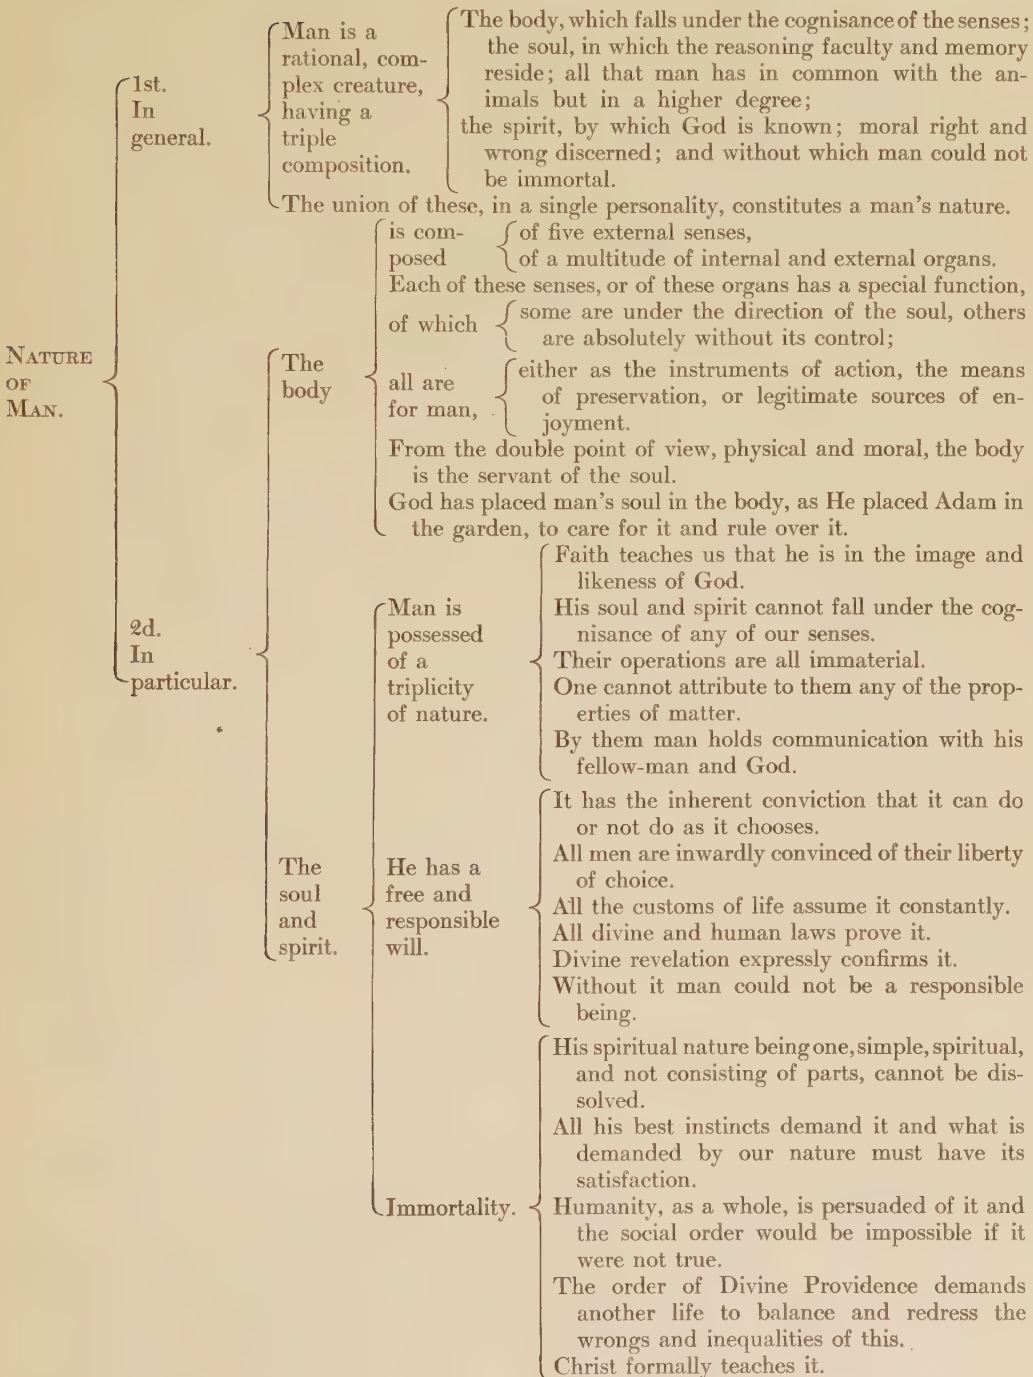 NATURE
OF
MAN.
1st.
In
general.
Man is a
rational, com-
plex creature,
having a
triple
composition.
The body, which falls under the cognisance of the senses;
the soul, in which the reasoning faculty and memory
reside; all that man has in common with the an-
imals but in a higher degree;
the spirit, by which God is known; moral right and
wrong discerned; and without which man could not
be immortal.
The union of these, in a single personality, constitutes a man's nature.
2d.
In
particular.
The
body
is com-
posed
of five external senses,
of a multitude of internal and external organs.
Each of these senses, or of these organs has a special function,
of which
some are under the direction of the soul, others
are absolutely without its control;
all are
for man,
either as the instruments of action, the means
of preservation, or legitimate sources of en-
joyment.
From the double point of view, physical and moral, the body
is the servant of the soul.
God has placed man's soul in the body, as He placed Adam in
the garden, to care for it and rule over it.
The
soul
and
spirit.
Man is
possessed
of a
triplicity
of nature.
Faith teaches us that he is in the image and
likeness of God.
His soul and spirit cannot fall under the cog-
nisance of any of our senses.
Their operations are all immaterial.
One cannot attribute to them any of the prop-
erties of matter.
By them man holds communication with his
fellow-man and God.
He has a
free and
responsible
will.
It has the inherent conviction that it can do
or not do as it chooses.
All men are inwardly convinced of their liberty
of choice.
All the customs of life assume it constantly.
All divine and human laws prove it.
Divine revelation expressly confirms it.
Without it man could not be a responsible
being.
Immortality.
His spiritual nature being one, simple, spiritual,
and not consisting of parts, cannot be dis-
solved.
All his best instincts demand it and what is
demanded by our nature must have its
satisfaction.
Humanity, as a whole, is persuaded of it and
the social order would be impossible if it
were not true.
The order of Divine Providence demands
another life to balance and redress the
wrongs and inequalities of this.
Christ formally teaches it.